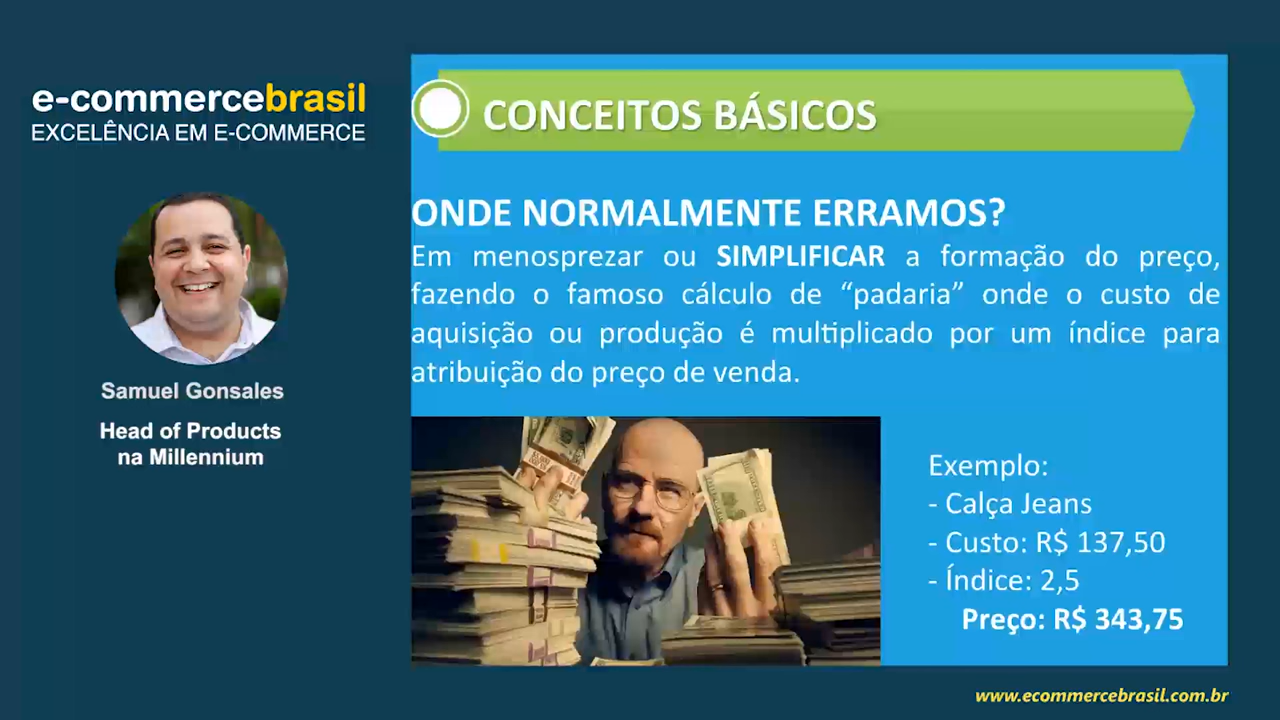 e-commercebrasil
EXCELÊNCIA EM E-COMMERCE
Samuel Gonsales
Head of Products
na Millennium
CONCEITOS BÁSICOS
ONDE NORMALMENTE ERRAMOS?
Em menosprezar ou SIMPLIFICAR a formação do preço,
fazendo o famoso cálculo de “padaria” onde o custo de
aquisição ou produção é multiplicado por um índice para
atribuição do preço de venda.
Exemplo:
- Calça Jeans
- Custo: R$ 137,50
- Índice: 2,5
Preço: R$ 343,75
www.ecommercebrasil.com.br